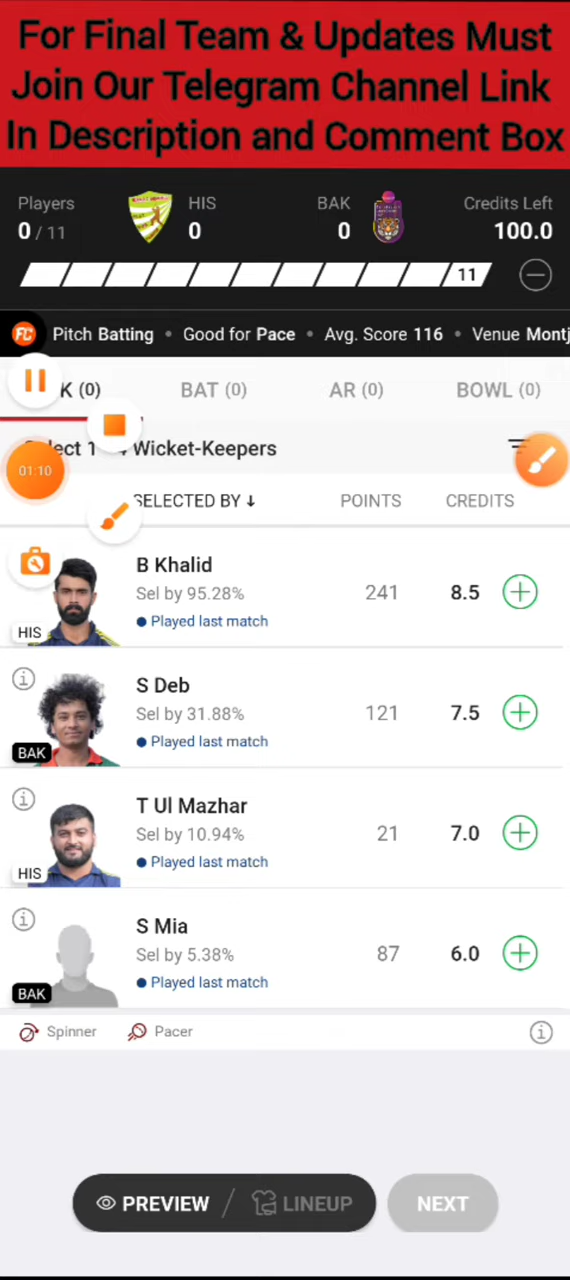 For Final Team & Updates Must
Join Our Telegram Channel Link
In Description and Comment Box
Players HIS BAK Credits Left
0 / 11 0 0 100.0
11
FC Pitch Batting • Good for Pace • Avg. Score 116 • Venue Montj
K (0) BAT (0) AR (0) BOWL (0)
Wicket-Keepers
01:10
SELECTED BY ↓ POINTS CREDITS
B Khalid
Sel by 95.28% 241 8.5
Played last match
HIS
S Deb
Sel by 31.88% 121 7.5
Played last match
BAK
T Ul Mazhar
Sel by 10.94% 21 7.0
Played last match
HIS
S Mia
Sel by 5.38% 87 6.0
Played last match
BAK
Spinner Pacer
PREVIEW / LINEUP NEXT